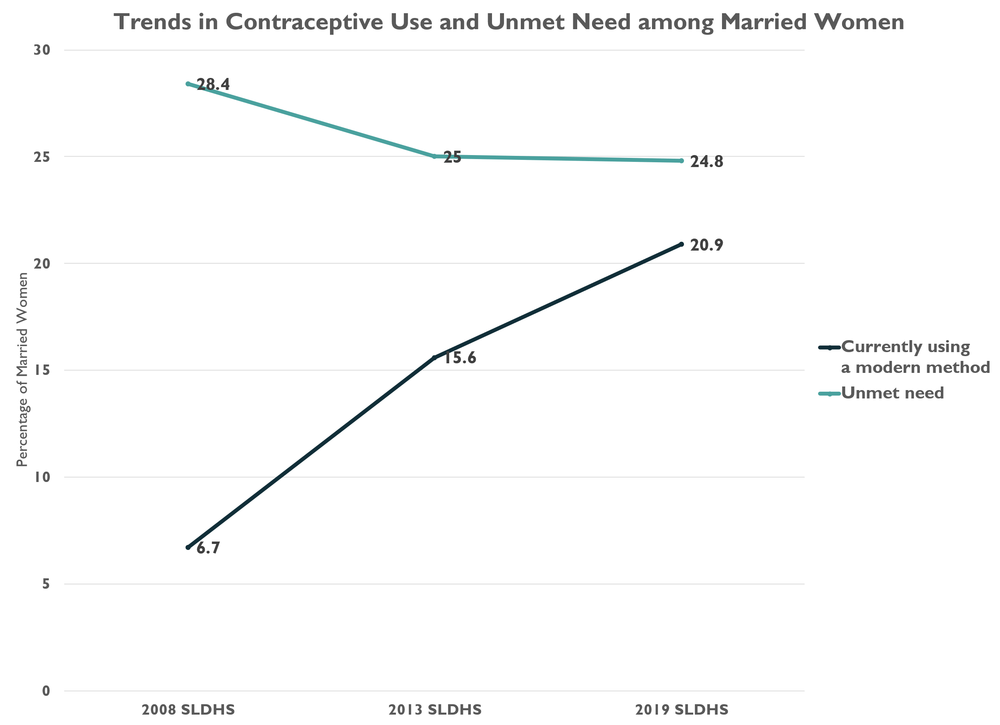 Trends in Contraceptive Use and Unmet Need among Married Women
Percentage of Married Women
30
25
20
15
10
5
0
28.4
25
24.8
20.9
15.6
6.7
2008 SLDHS
2013 SLDHS
2019 SLDHS
Currently using
a modern method
Unmet need